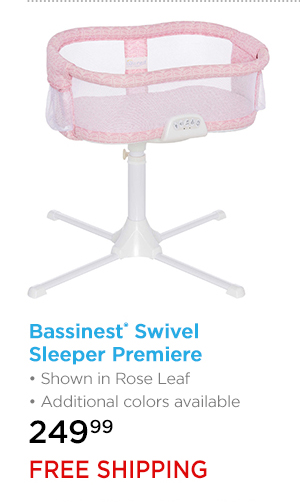 Bassinest® Swivel
Sleeper Premiere
• Shown in Rose Leaf
• Additional colors available
249⁹⁹
FREE SHIPPING